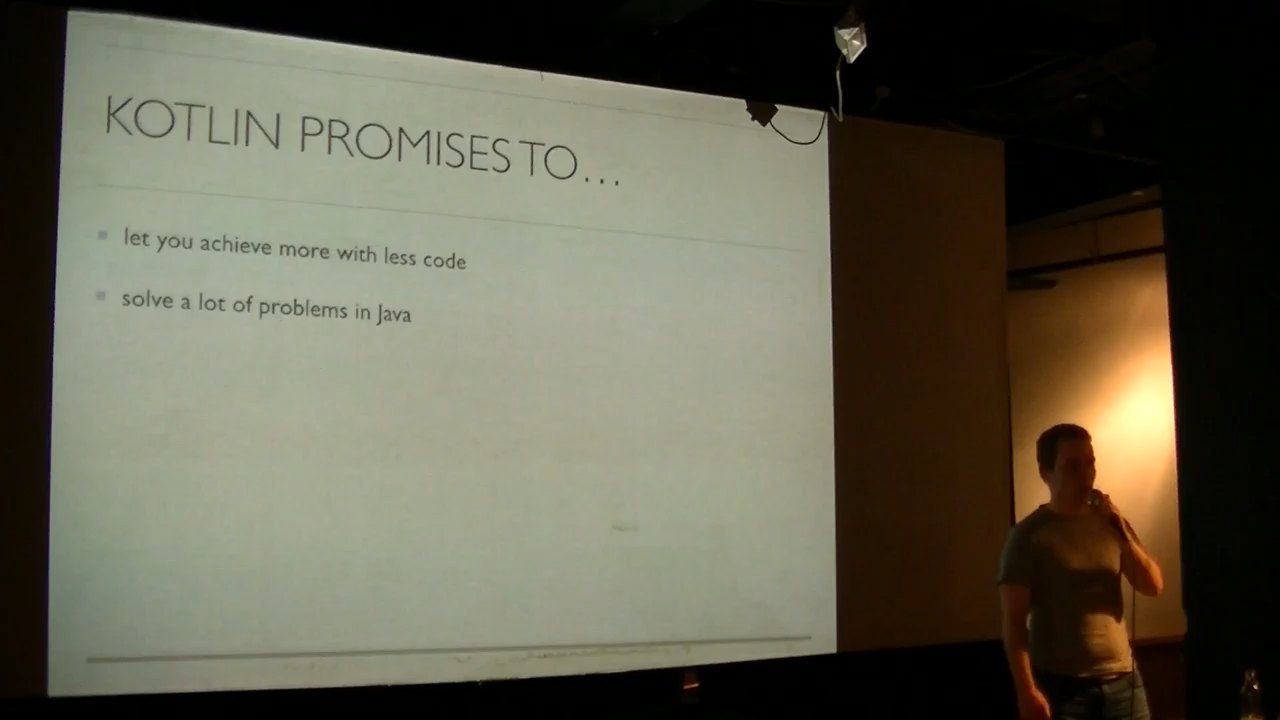 KOTLIN PROMISES TO...
let you achieve more with less code
solve a lot of problems in Java